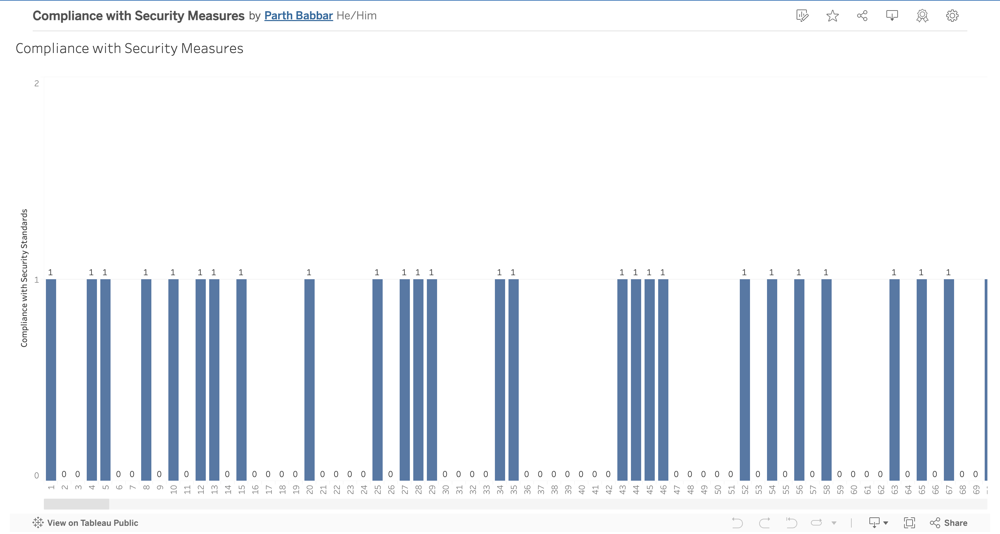 Compliance with Security Measures by Parth Babbar He/Him
Compliance with Security Measures
2
Compliance with Security Standards
1 1 1 1 1 1 1 1 1 1 1 1 1 1 1 1 1 1 1 1 1 1 1 1 1 1
1
0 0 0 0 0 0 0 0 0 0 0 0 0 0 0 0 0 0 0 0 0 0 0 0 0 0 0 0 0 0 0 0 0 0 0 0 0 0 0 0 0 0 0
0
1 2 3 4 5 6 7 8 9 10 11 12 13 14 15 16 17 18 19 20 21 22 23 24 25 26 27 28 29 30 31 32 33 34 35 36 37 38 39 40 41 42 43 44 45 46 47 48 49 50 51 52 53 54 55 56 57 58 59 60 61 62 63 64 65 66 67 68 69
View on Tableau Public
Share